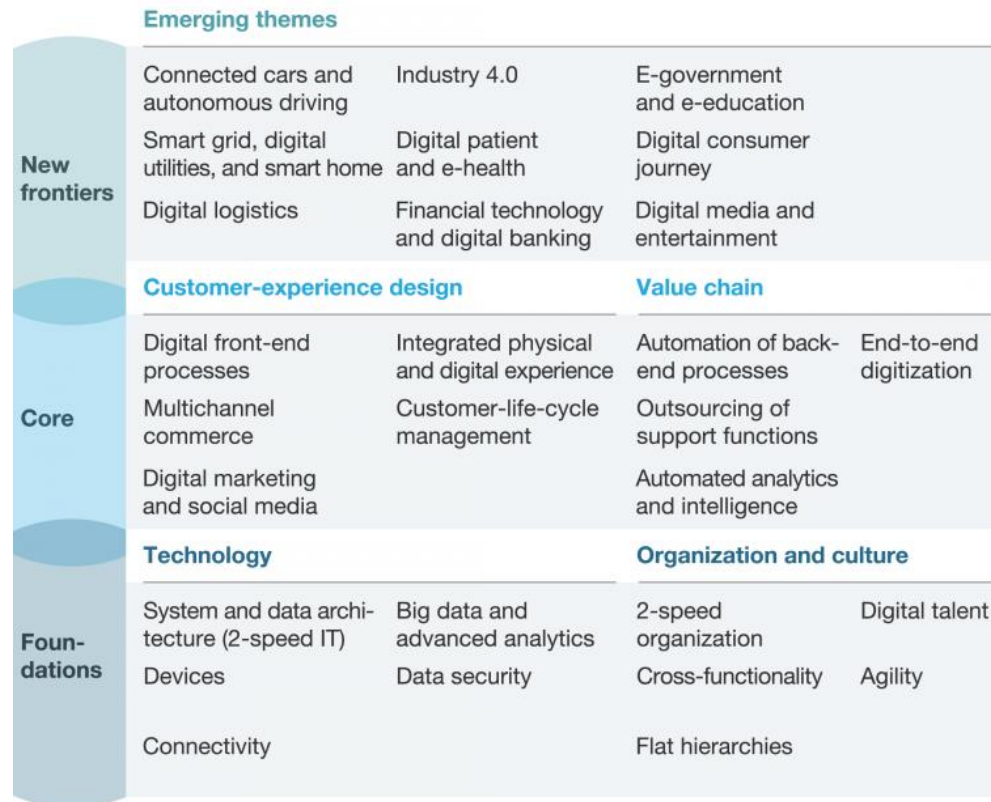 Emerging themes
New
frontiers
Connected cars and
autonomous driving
Industry 4.0
E-government
and e-education
Smart grid, digital
utilities, and smart home
Digital patient
and e-health
Digital consumer
journey
Digital logistics
Financial technology
and digital banking
Digital media and
entertainment
Core
Customer-experience design
Digital front-end
processes
Integrated physical
and digital experience
Multichannel
commerce
Customer-life-cycle
management
Digital marketing
and social media
Value chain
Automation of back-
end processes
End-to-end
digitization
Outsourcing of
support functions
Automated analytics
and intelligence
Foun-
dations
Technology
System and data archi-
tecture (2-speed IT)
Big data and
advanced analytics
Devices
Data security
Connectivity
Organization and culture
2-speed
organization
Digital talent
Cross-functionality
Agility
Flat hierarchies